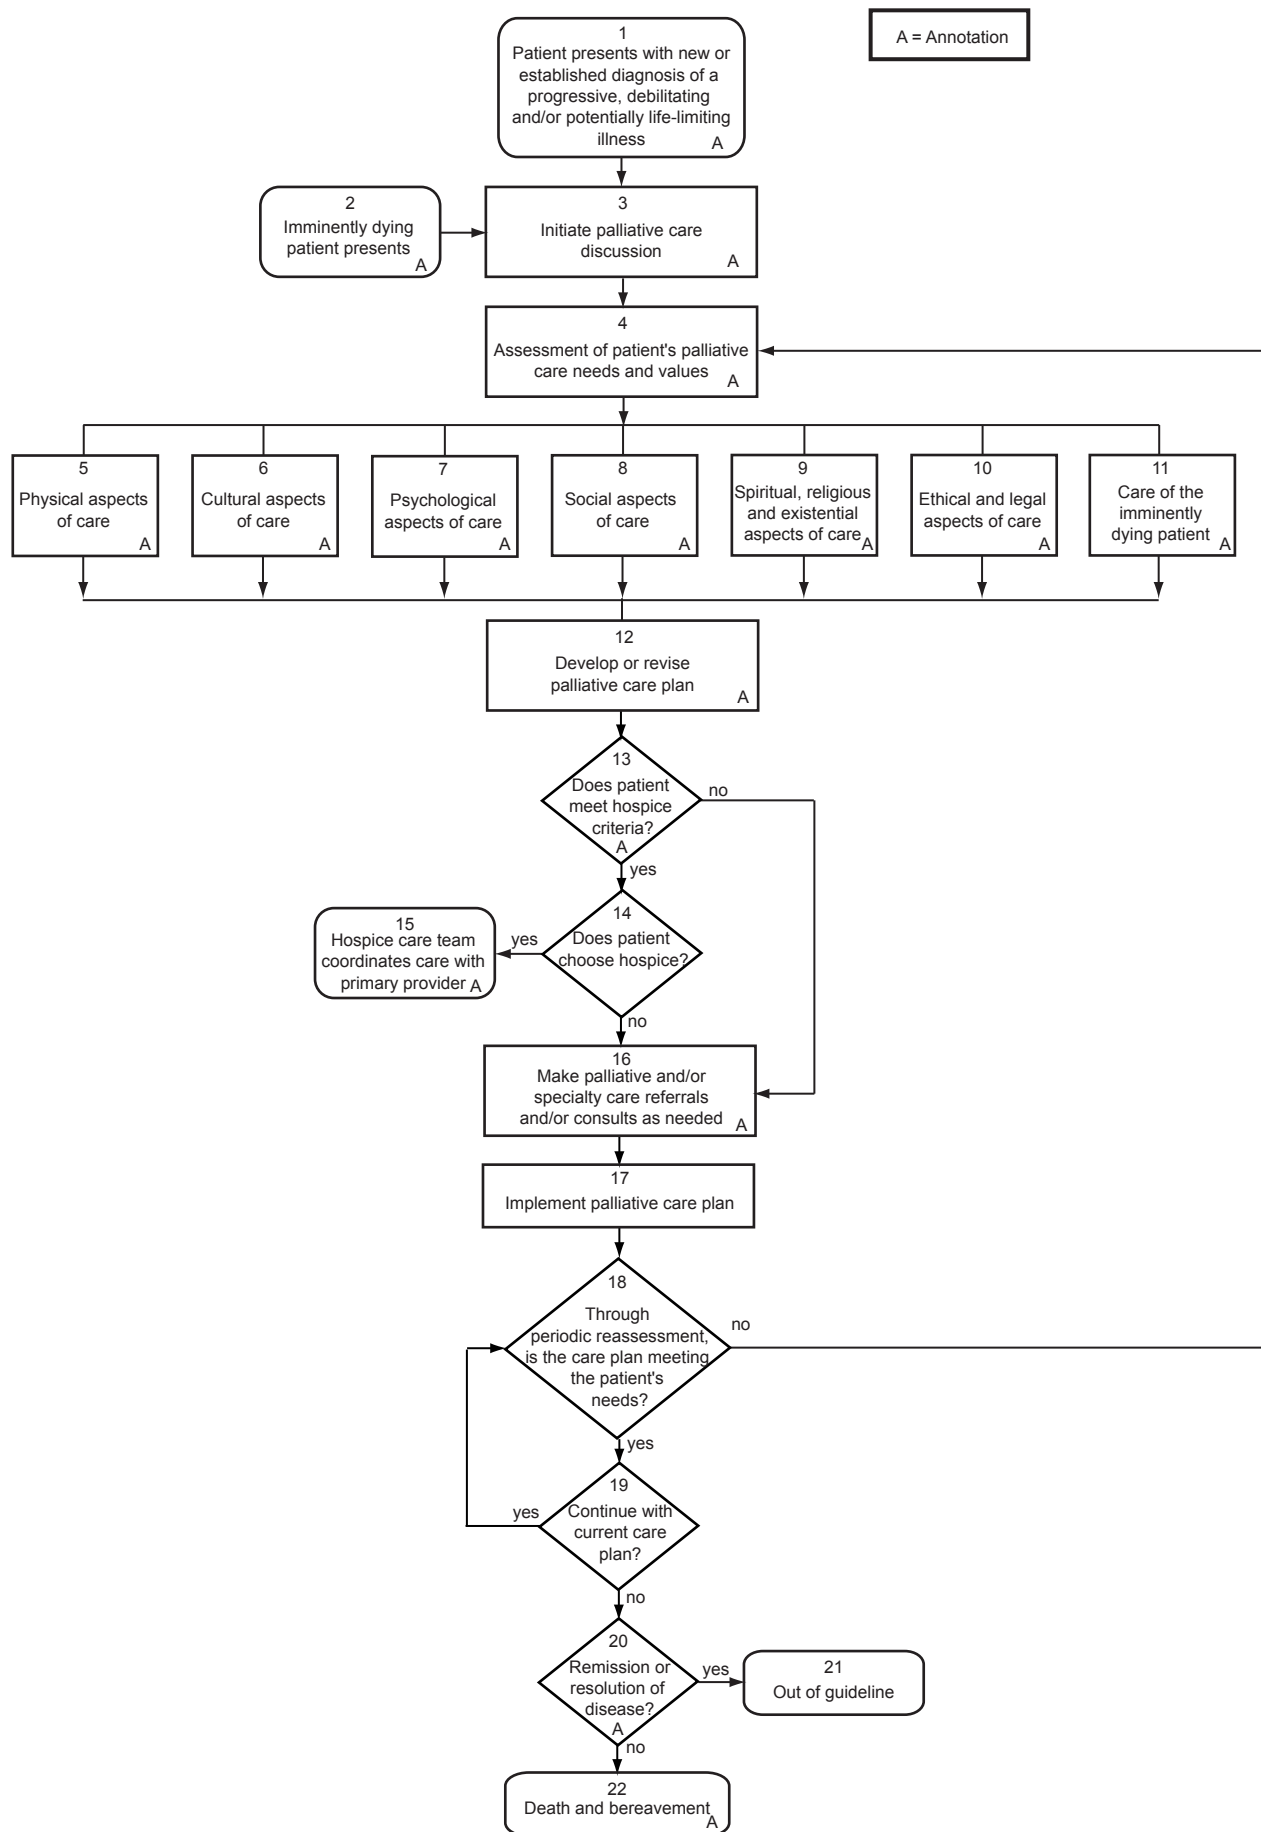 1
Patient presents with new or
established diagnosis of a
progressive, debilitating
and/or potentially life-limiting
illness
A
A = Annotation
2
Imminently dying
patient presents
A
3
Initiate palliative care
discussion
A
4
Assessment of patient's palliative
care needs and values
A
5
Physical aspects
of care
A
6
Cultural aspects
of care
A
7
Psychological
aspects of care
A
8
Social aspects
of care
A
9
Spiritual, religious
and existential
aspects of care A
10
Ethical and legal
aspects of care
A
11
Care of the
imminently
dying patient
A
12
Develop or revise
palliative care plan
A
13
Does patient
meet hospice
criteria?
A
no
yes
14
Does patient
choose hospice?
yes
15
Hospice care team
coordinates care with
primary provider A
no
16
Make palliative and/or
specialty care referrals
and/or consults as needed
A
17
Implement palliative care plan
18
Through
periodic reassessment,
is the care plan meeting
the patient's
needs?
no
yes
19
Continue with
current care
plan?
yes
no
20
Remission or
resolution of
disease?
A
yes
21
Out of guideline
no
22
Death and bereavement
A